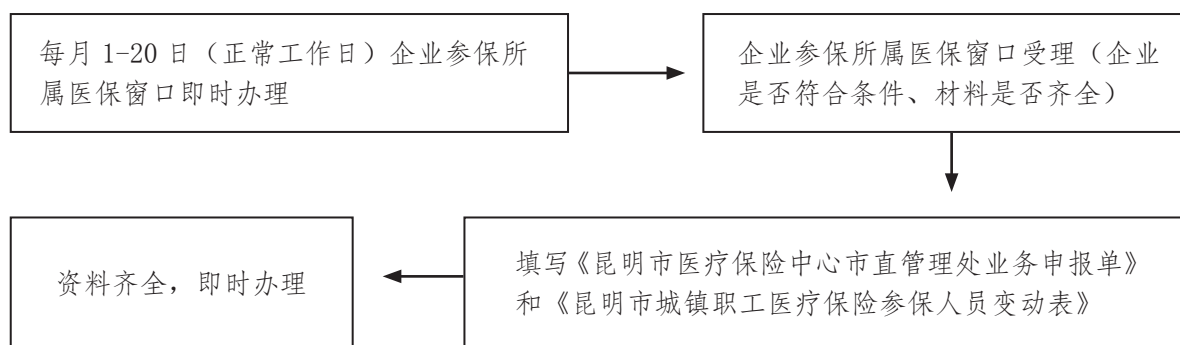 每月1-20日（正常工作日）企业参保所
属医保窗口即时办理
企业参保所属医保窗口受理（企业
是否符合条件、材料是否齐全）
填写《昆明市医疗保险中心市直管理处业务申报单》
和《昆明市城镇职工医疗保险参保人员变动表》
资料齐全，即时办理